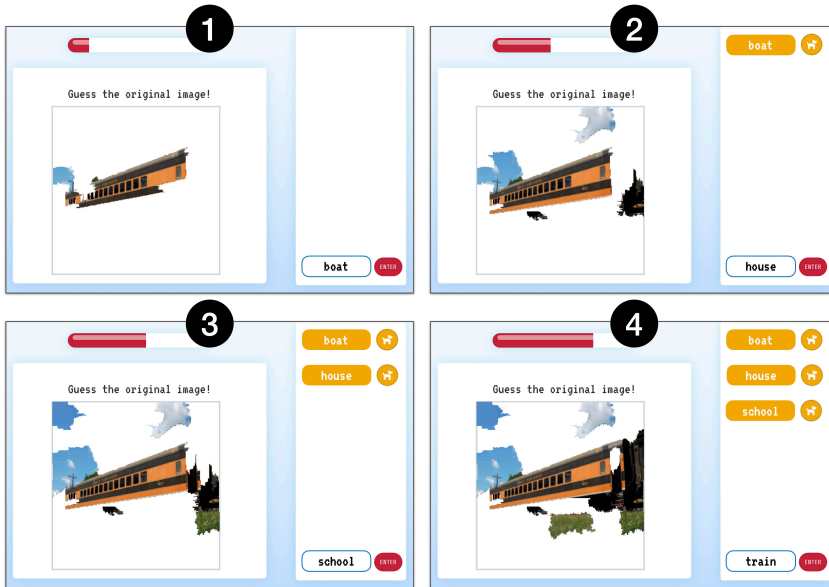 1
Guess the original image!
boat
ENTER
2
boat
Guess the original image!
house
ENTER
3
boat
house
Guess the original image!
school
ENTER
4
boat
house
Guess the original image!
school
train
ENTER